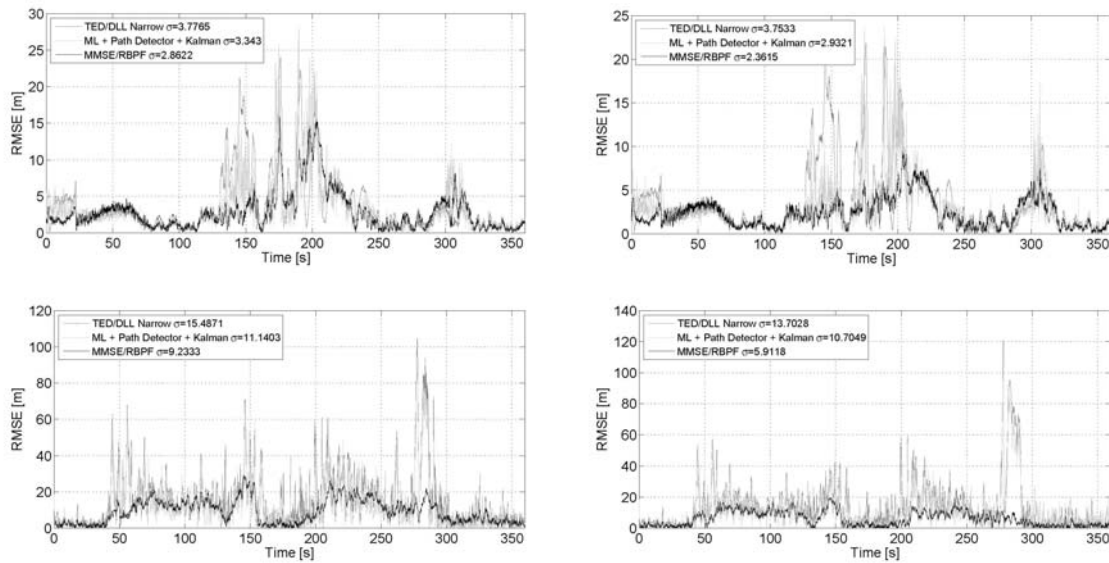 30
25
20
15
10
5
0
RMSE [m]
TED/DLL Narrow σ=3.7765
ML + Path Detector + Kalman σ=3.343
MMSE/RBPF σ=2.8622
0 50 100 150 200 250 300 350
Time [s]
25
20
15
10
5
0
RMSE [m]
TED/DLL Narrow σ=3.7533
ML + Path Detector + Kalman σ=2.9321
MMSE/RBPF σ=2.3615
0 50 100 150 200 250 300 350
Time [s]
120
100
80
60
40
20
0
RMSE [m]
TED/DLL Narrow σ=15.4871
ML + Path Detector + Kalman σ=11.1403
MMSE/RBPF σ=9.2333
0 50 100 150 200 250 300 350
Time [s]
140
120
100
80
60
40
20
0
RMSE [m]
TED/DLL Narrow σ=13.7028
ML + Path Detector + Kalman σ=10.7049
MMSE/RBPF σ=5.9118
0 50 100 150 200 250 300 350
Time [s]